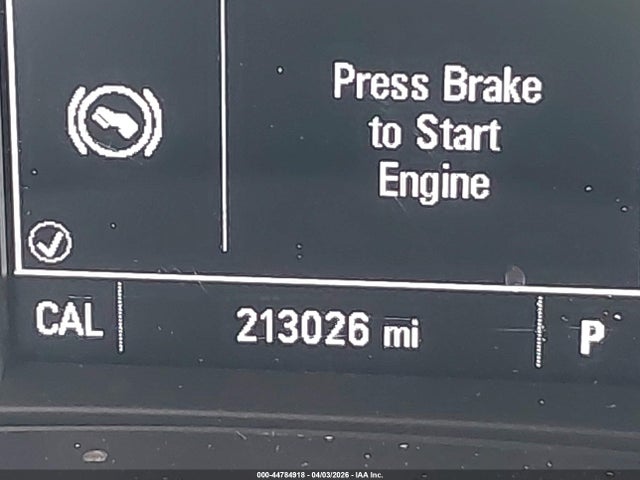 Press Brake
to Start
Engine
CAL 213026 mi P
000-44784918 - 04/03/2026 - IAA Inc.